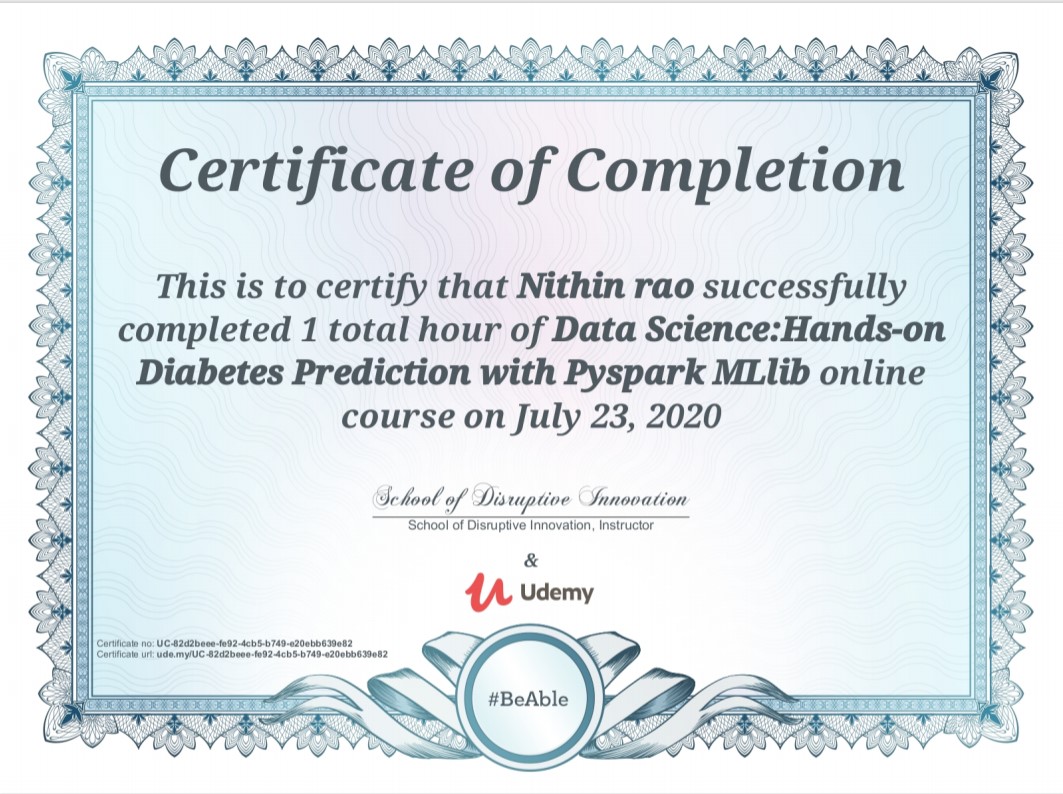 Certificate of Completion
This is to certify that Nithin rao successfully
completed 1 total hour of Data Science:Hands-on
Diabetes Prediction with Pyspark MLlib online
course on July 23, 2020
School of Disruptive Innovation
School of Disruptive Innovation, Instructor
&
Udemy
Certificate no: UC-82d2beee-fe92-4cb5-b749-e20ebb639e82
Certificate url: ude.my/UC-82d2beee-fe92-4cb5-b749-e20ebb639e82
#BeAble